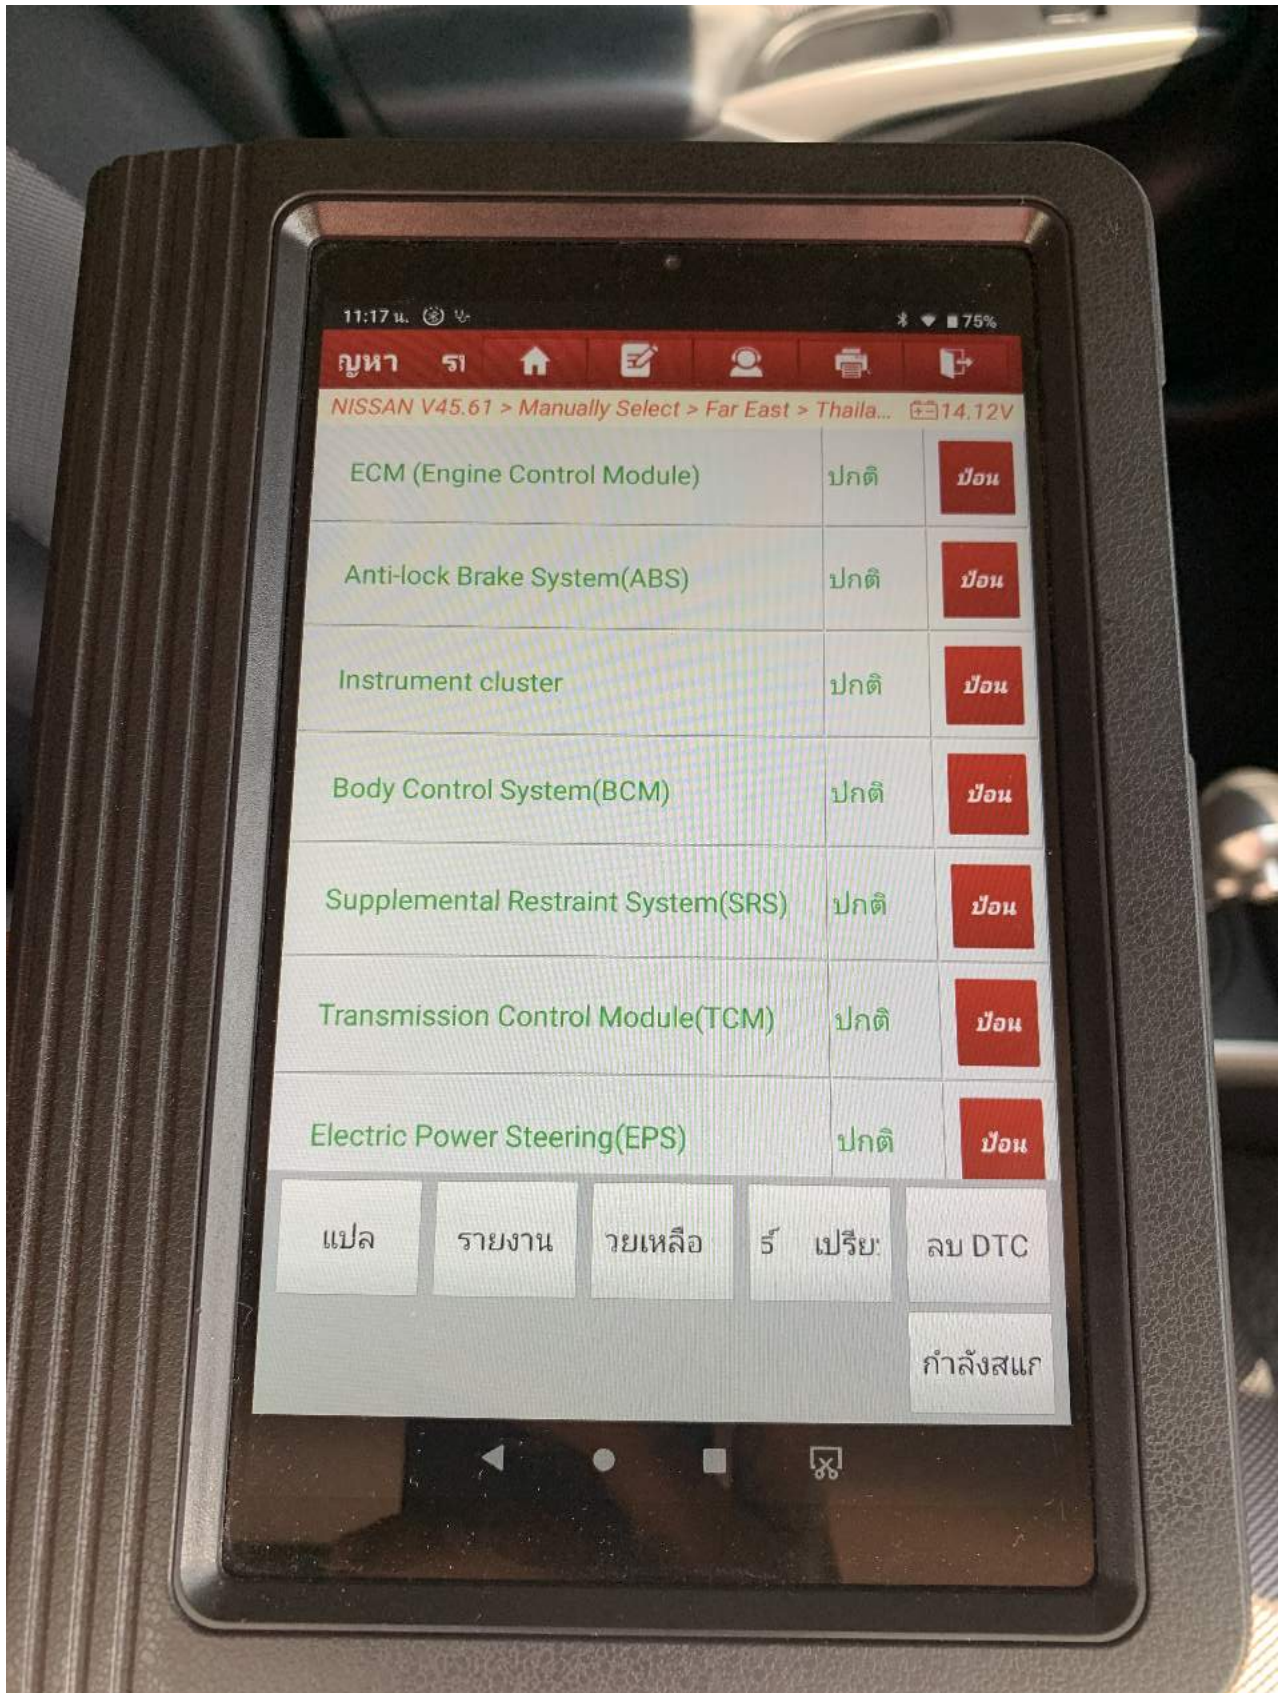 11:17 น. 75%
ญหา รา
NISSAN V45.61 > Manually Select > Far East > Thaila... 14.12V
ECM (Engine Control Module) ปกติ ป้อน
Anti-lock Brake System(ABS) ปกติ ป้อน
Instrument cluster ปกติ ป้อน
Body Control System(BCM) ปกติ ป้อน
Supplemental Restraint System(SRS) ปกติ ป้อน
Transmission Control Module(TCM) ปกติ ป้อน
Electric Power Steering(EPS) ปกติ ป้อน
แปล รายงาน วยเหลือ ร์ เปรียะ ลบ DTC
กำลังสแก